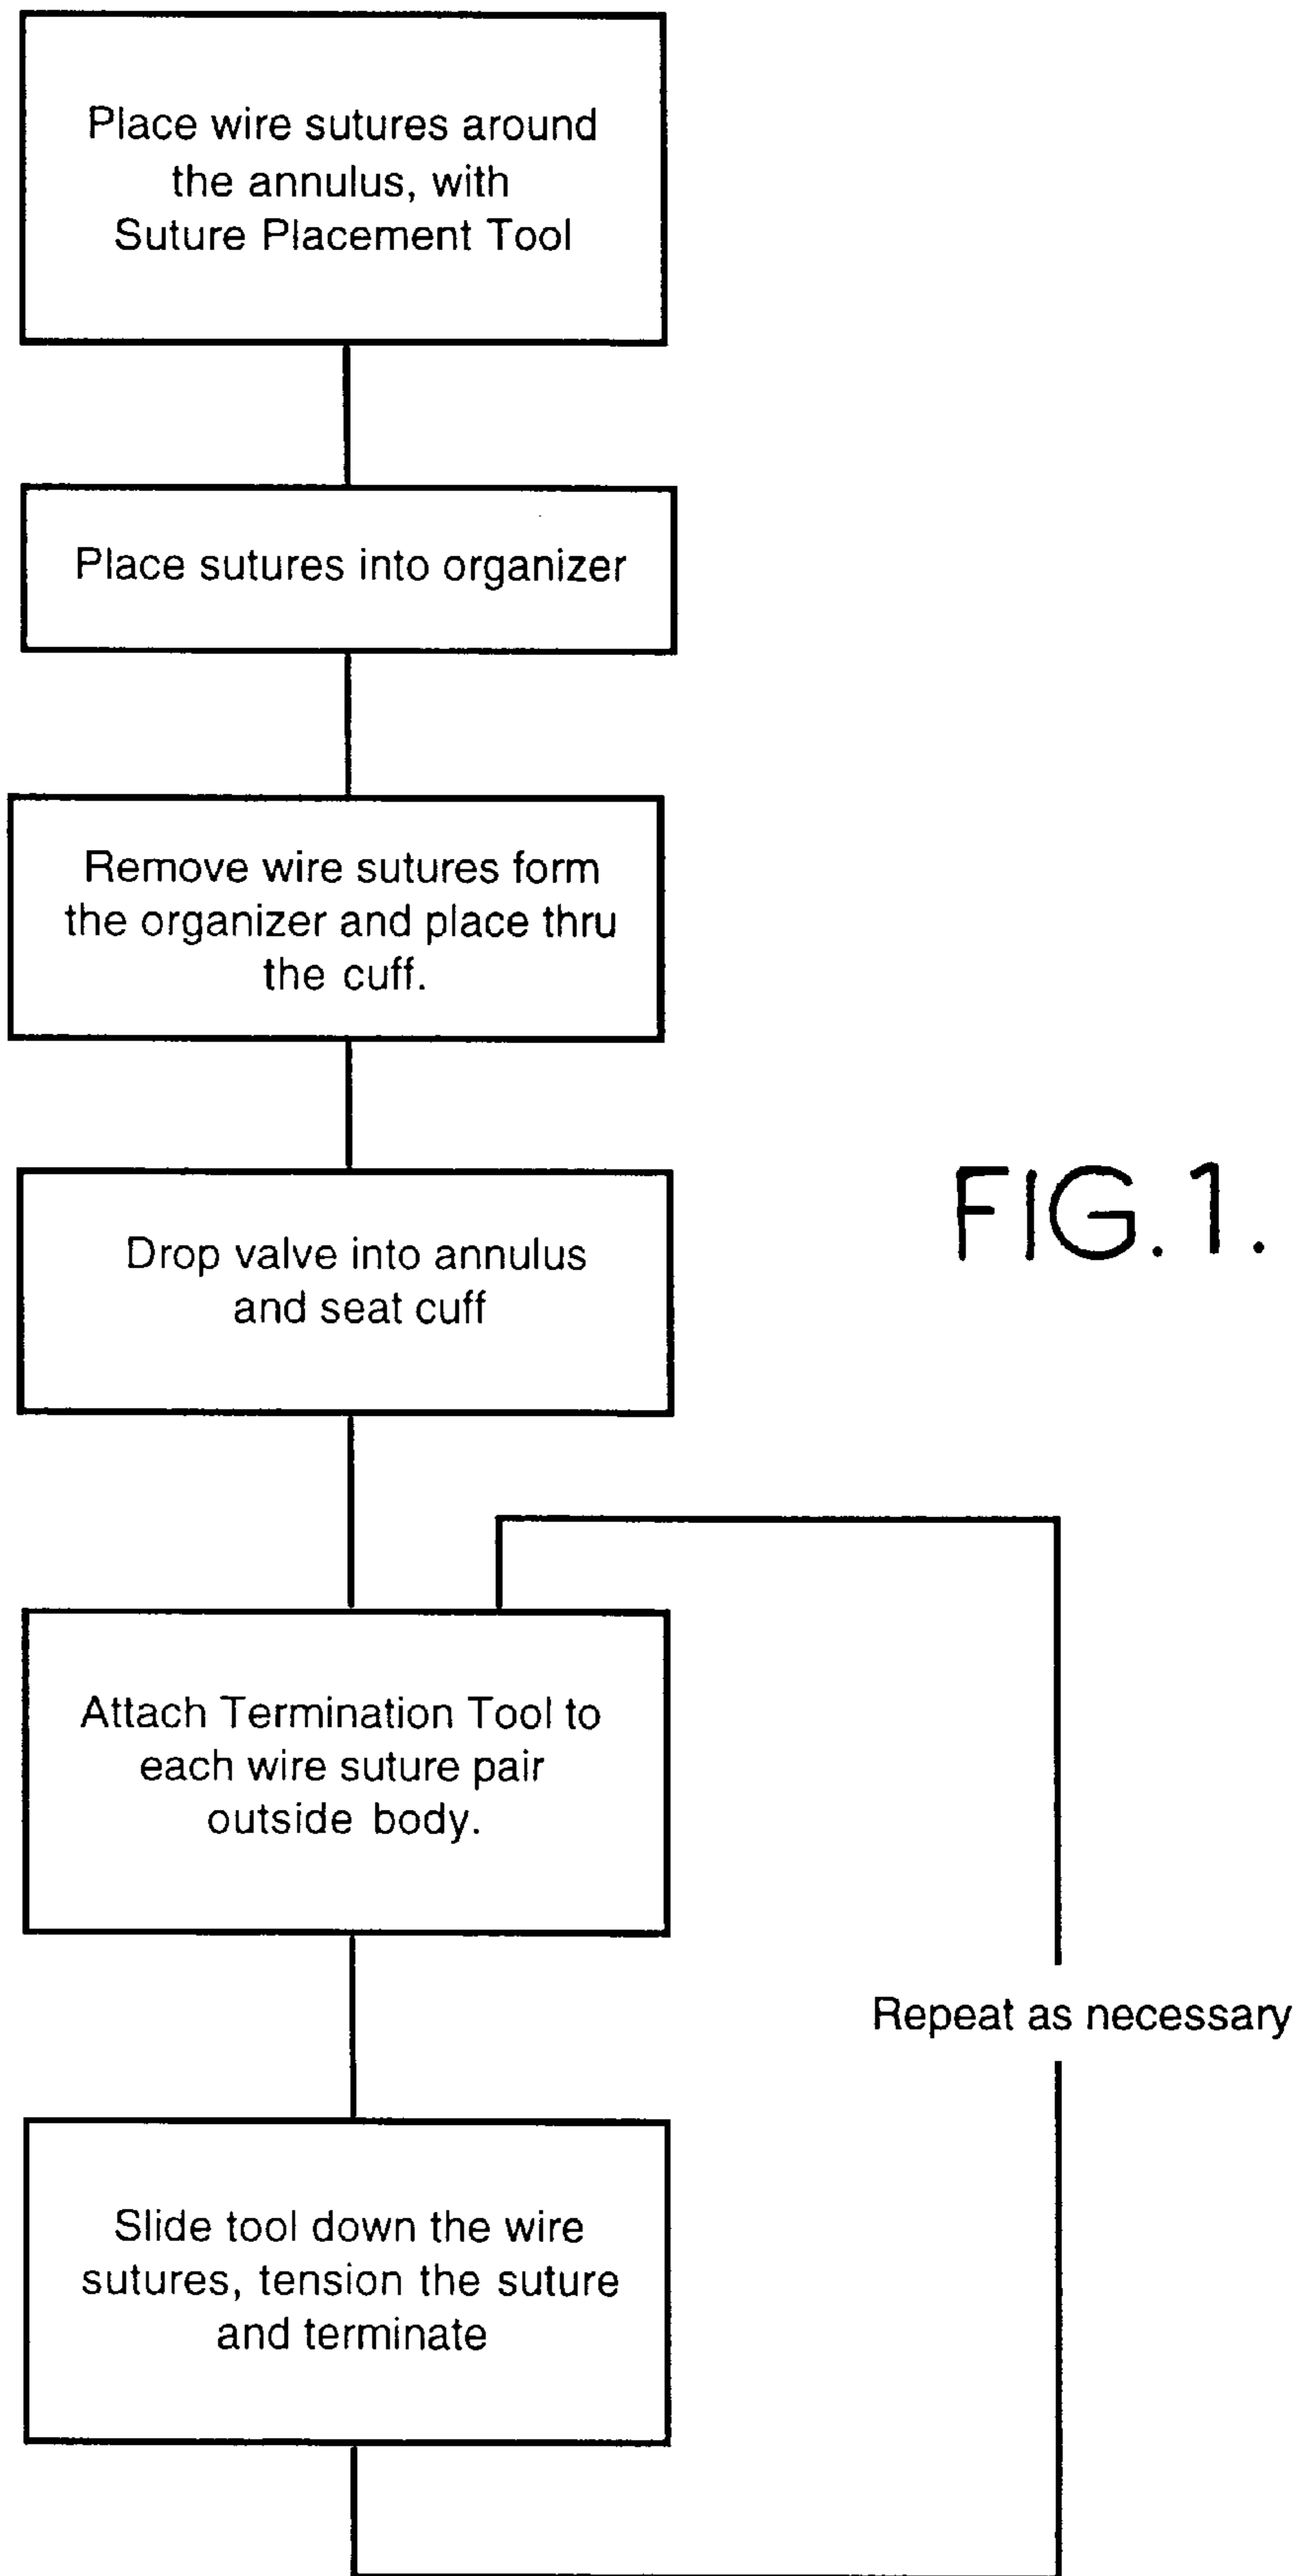 Place wire sutures around
the annulus, with
Suture Placement Tool
Place sutures into organizer
Remove wire sutures form
the organizer and place thru
the cuff.
Drop valve into annulus
and seat cuff
FIG. 1.
Attach Termination Tool to
each wire suture pair
outside body.
Repeat as necessary
Slide tool down the wire
sutures, tension the suture
and terminate